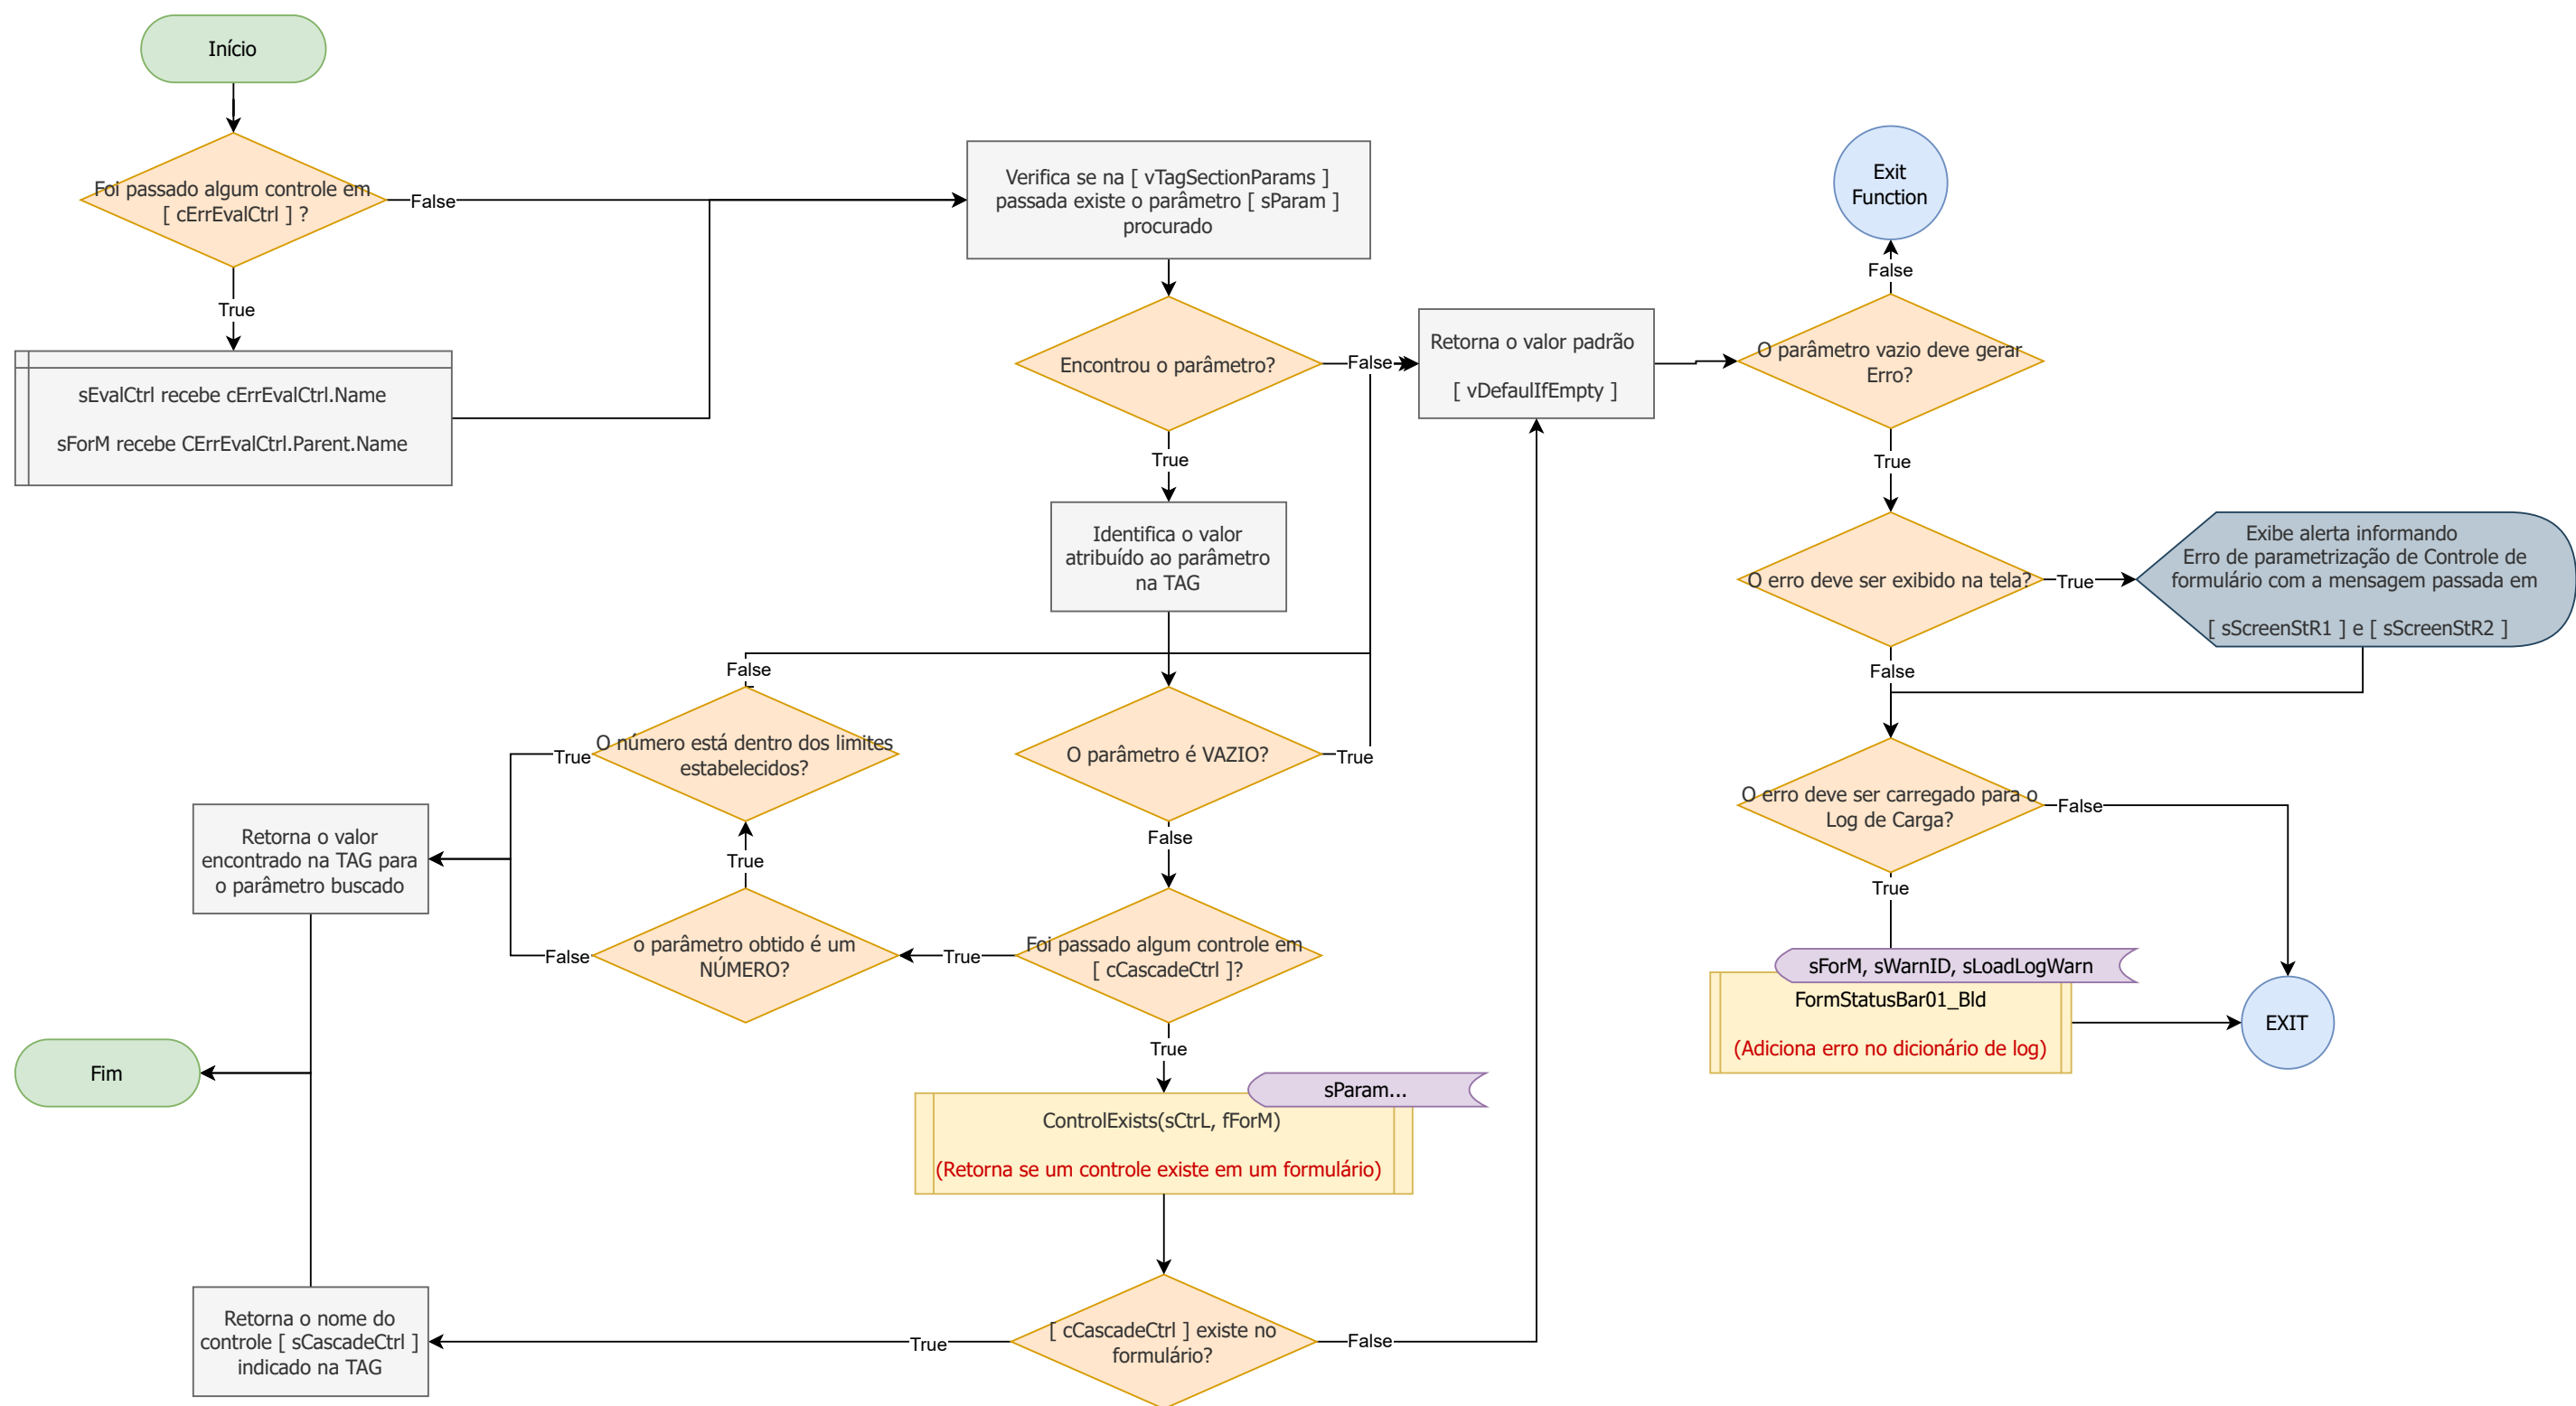 Início
Foi passado algum controle em
[ cErrEvalCtrl ] ?
False
True
sEvalCtrl recebe cErrEvalCtrl.Name
sForM recebe CErrEvalCtrl.Parent.Name
Verifica se na [ vTagSectionParams ]
passada existe o parâmetro [ sParam ]
procurado
Encontrou o parâmetro?
False
True
Identifica o valor
atribuído ao parâmetro
na TAG
O parâmetro é VAZIO?
True
False
Foi passado algum controle em
[ cCascadeCtrl ]?
True
True
o parâmetro obtido é um
NÚMERO?
True
False
O número está dentro dos limites
estabelecidos?
False
True
Retorna o valor
encontrado na TAG para
o parâmetro buscado
Fim
sParam...
ControlExists(sCtrL, fForM)
(Retorna se um controle existe em um formulário)
[ cCascadeCtrl ] existe no
formulário?
True
False
Retorna o nome do
controle [ sCascadeCtrl ]
indicado na TAG
Retorna o valor padrão
[ vDefaulIfEmpty ]
Exit
Function
False
O parâmetro vazio deve gerar
Erro?
True
O erro deve ser exibido na tela?
True
Exibe alerta informando
Erro de parametrização de Controle de
formulário com a mensagem passada em
[ sScreenStR1 ] e [ sScreenStR2 ]
False
O erro deve ser carregado para o
Log de Carga?
False
True
sForM, sWarnID, sLoadLogWarn
FormStatusBar01_Bld
(Adiciona erro no dicionário de log)
EXIT